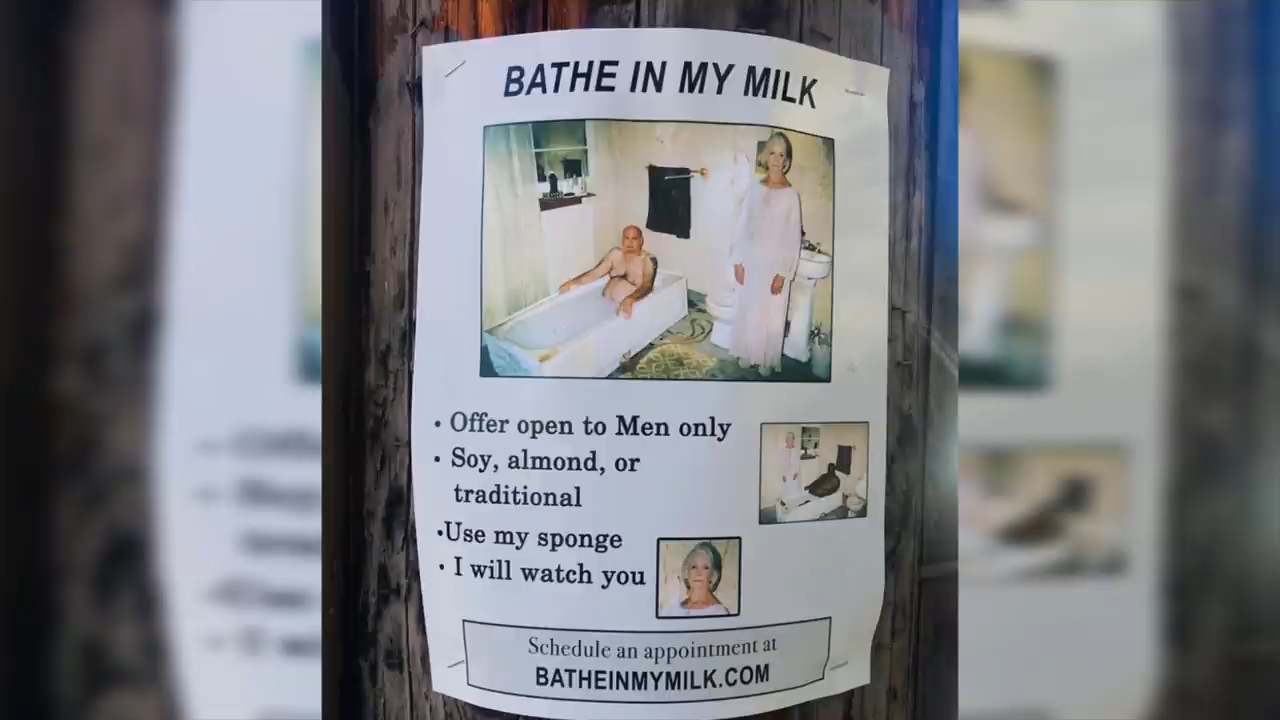 BATHE IN MY MILK
• Offer open to Men only
• Soy, almond, or
traditional
•Use my sponge
• I will watch you
Schedule an appointment at
BATHEINMYMILK.COM